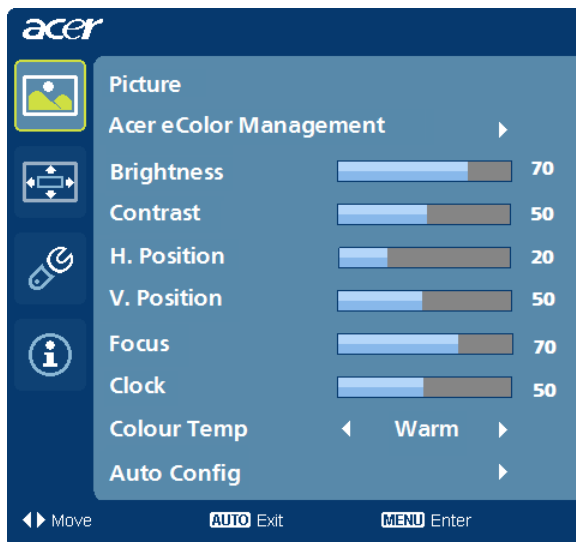 acer
Picture
Acer eColor Management
Brightness 70
Contrast 50
H. Position 20
V. Position 50
Focus 70
Clock 50
Colour Temp Warm
Auto Config
Move AUTO Exit MENU Enter